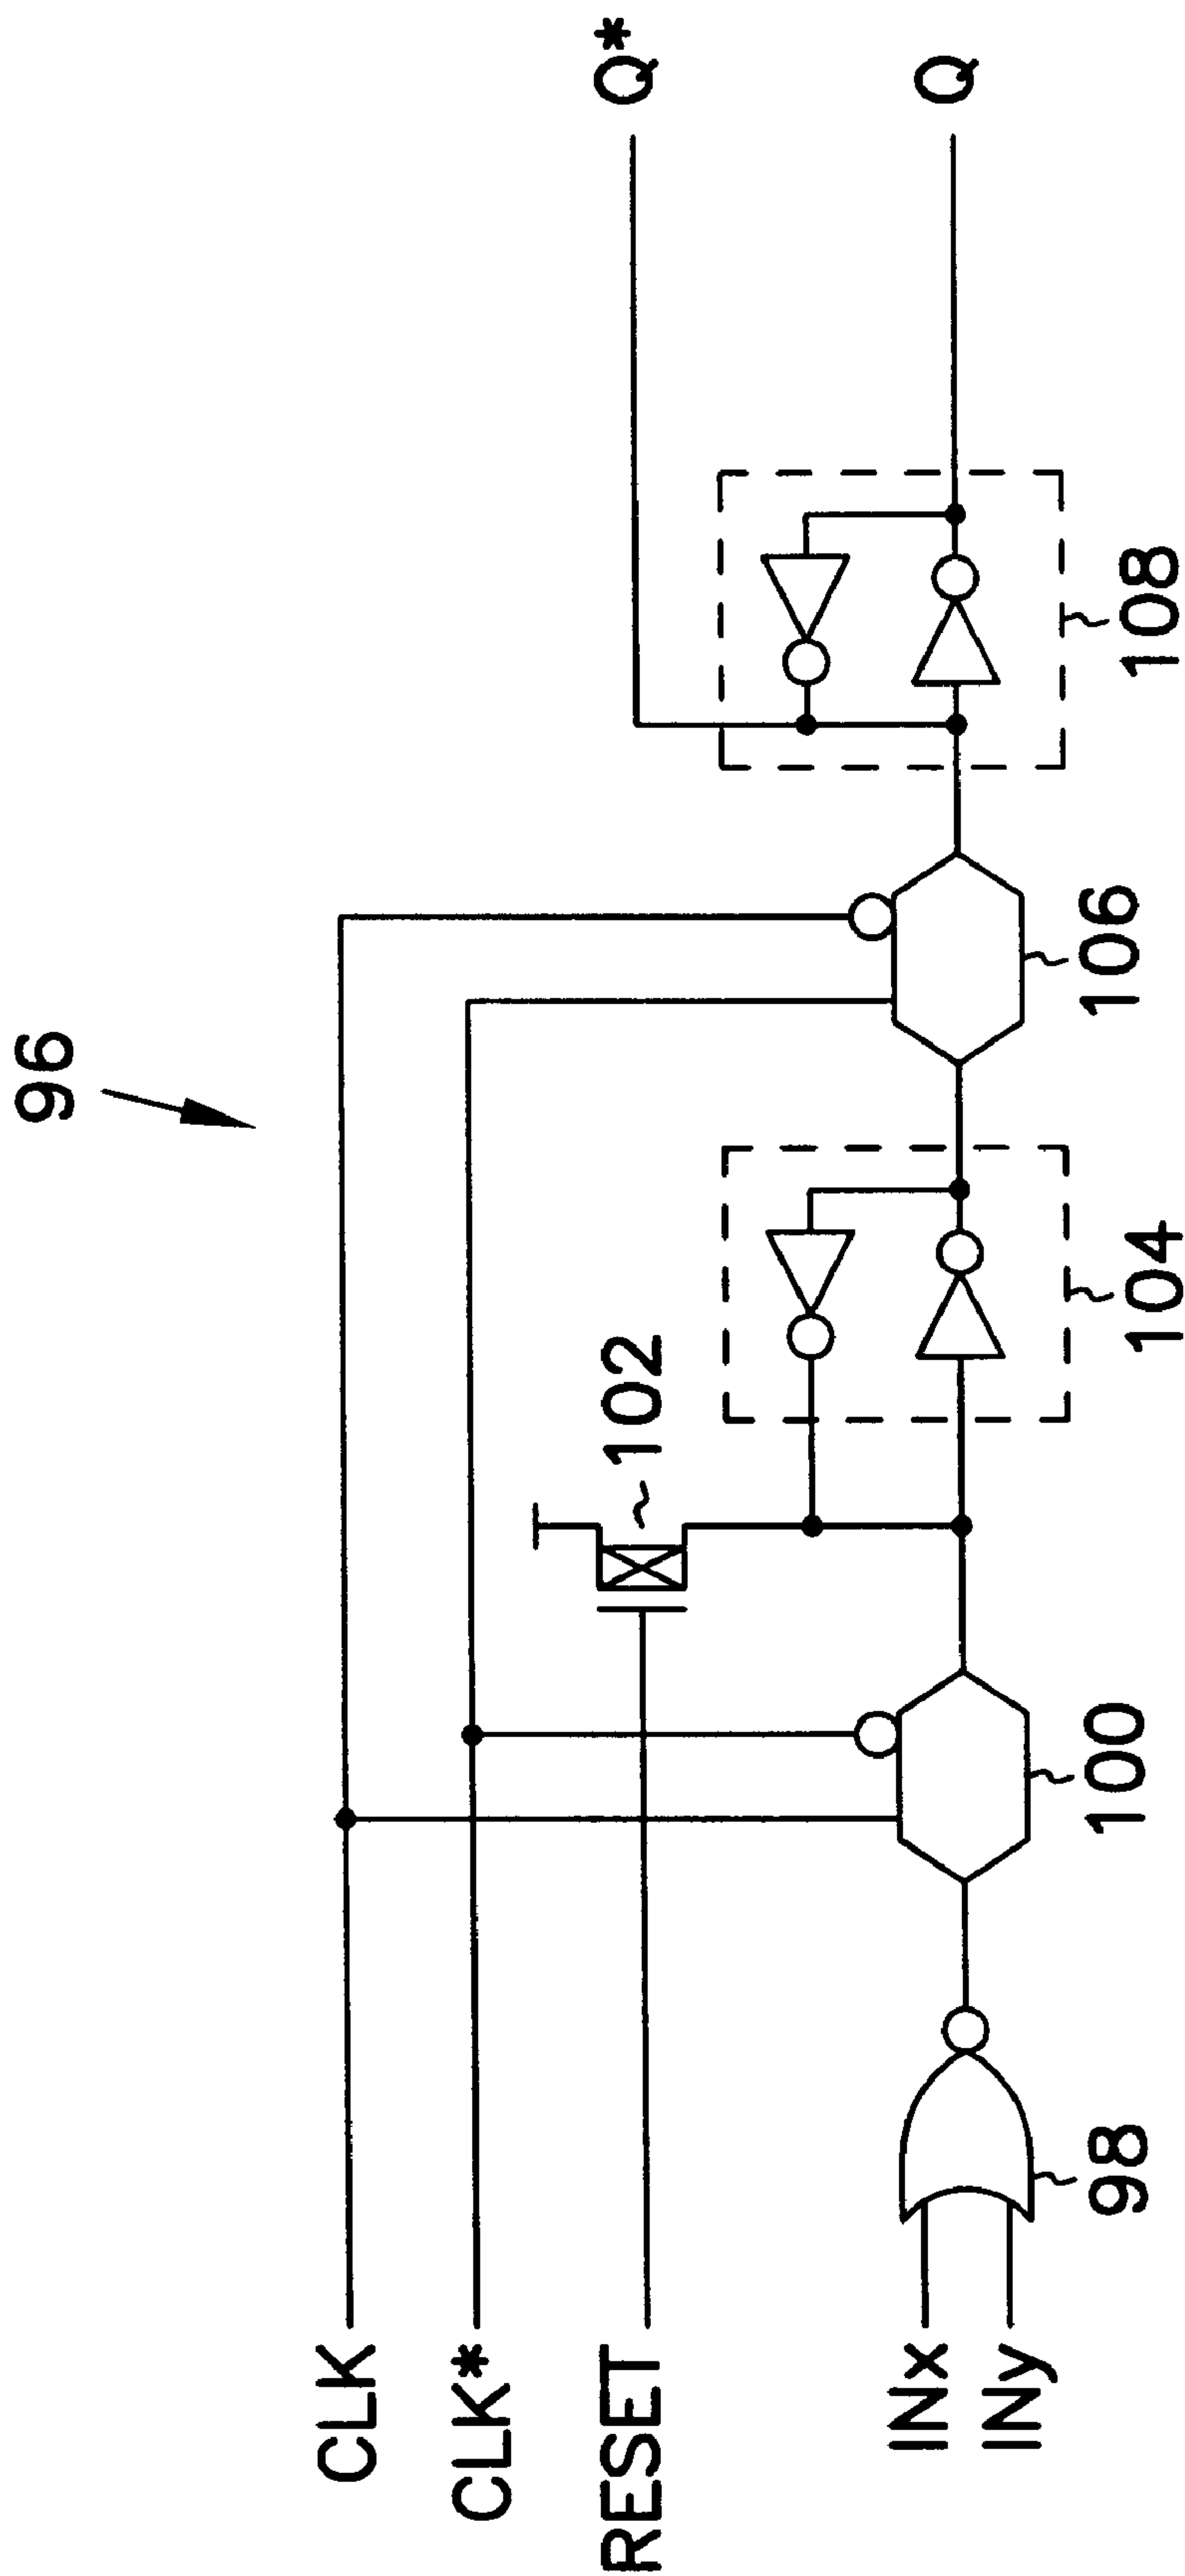 96
CLK
CLK*
RESET
INx
INy
98
100
102
104
106
108
Q*
Q